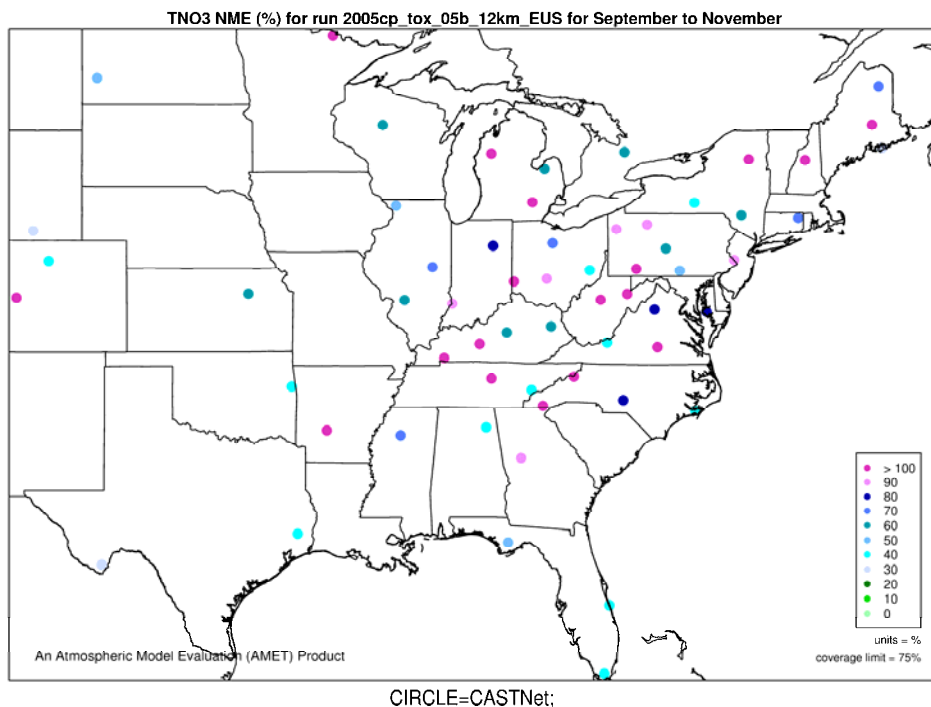 TNO3 NME (%) for run 2005cp_tox_05b_12km_EUS for September to November
> 100
90
80
70
60
50
40
30
20
10
0
units = %
coverage limit = 75%
An Atmospheric Model Evaluation (AMET) Product
CIRCLE=CASTNet;